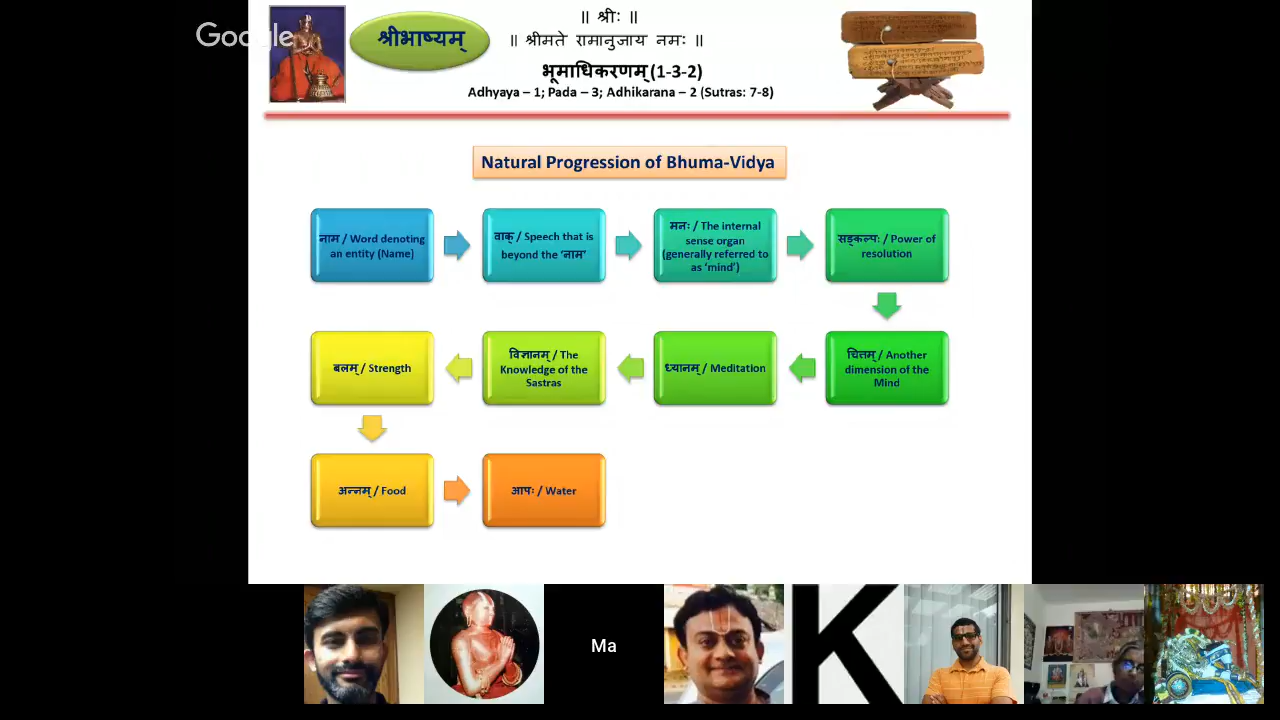 Google
श्रीभाष्यम्
॥ श्रीः ॥
॥ श्रीमते रामानुजाय नमः ॥
भूमाधिकरणम् (1-3-2)
Adhyaya – 1; Pada – 3; Adhikarana – 2 (Sutras: 7-8)
Natural Progression of Bhuma-Vidya
नाम / Word denoting
an entity (Name)
वाक् / Speech that is
beyond the ‘नाम’
मनः / The internal
sense organ
(generally referred to
as ‘mind’)
सङ्कल्पः / Power of
resolution
चित्तम् / Another
dimension of the
Mind
ध्यानम् / Meditation
विज्ञानम् / The
Knowledge of the
Sastras
बलम् / Strength
अन्नम् / Food
आपः / Water
Ma
K